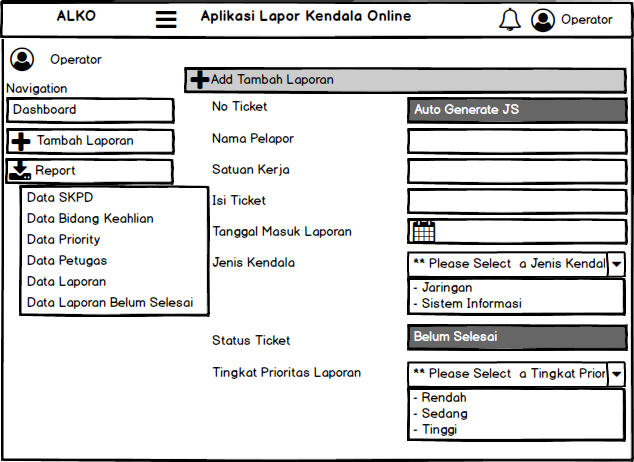 ALKO
Aplikasi Lapor Kendala Online
Operator
Operator
Navigation
Dashboard
Tambah Laporan
Report
Data SKPD
Data Bidang Keahlian
Data Priority
Data Petugas
Data Laporan
Data Laporan Belum Selesai
Add Tambah Laporan
No Ticket
Auto Generate JS
Nama Pelapor
Satuan Kerja
Isi Ticket
Tanggal Masuk Laporan
Jenis Kendala
** Please Select a Jenis Kendal
- Jaringan
- Sistem Informasi
Status Ticket
Belum Selesai
Tingkat Prioritas Laporan
** Please Select a Tingkat Prior
- Rendah
- Sedang
- Tinggi